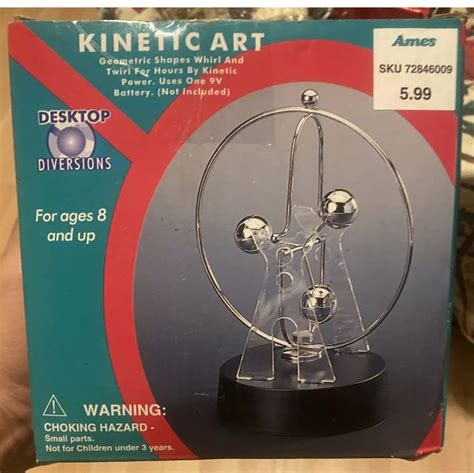 KINETIC ART
Geometric Shapes Whirl And
Twirl For Hours By Kinetic
Power. Uses One 9V
Battery. (Not Included)
Ames
SKU 72846009
5.99
DESKTOP
DIVERSIONS
For ages 8
and up
WARNING:
CHOKING HAZARD -
Small parts.
Not for Children under 3 years.